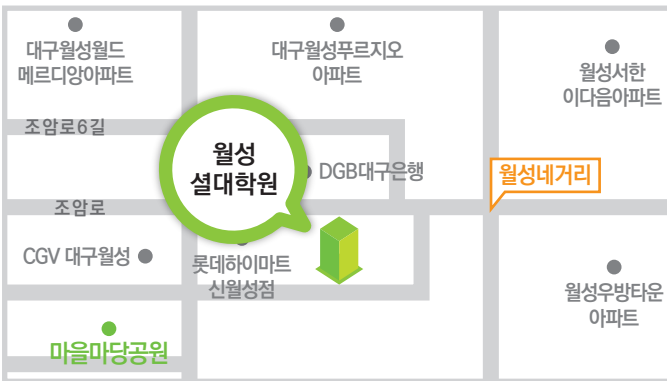 대구월성월드
메르디앙아파트
대구월성푸르지오
아파트
월성서한
이다음아파트
조암로6길
월성
셜대학원
DGB대구은행
월성네거리
조암로
CGV 대구월성
롯데하이마트
신월성점
월성우방타운
아파트
마을마당공원